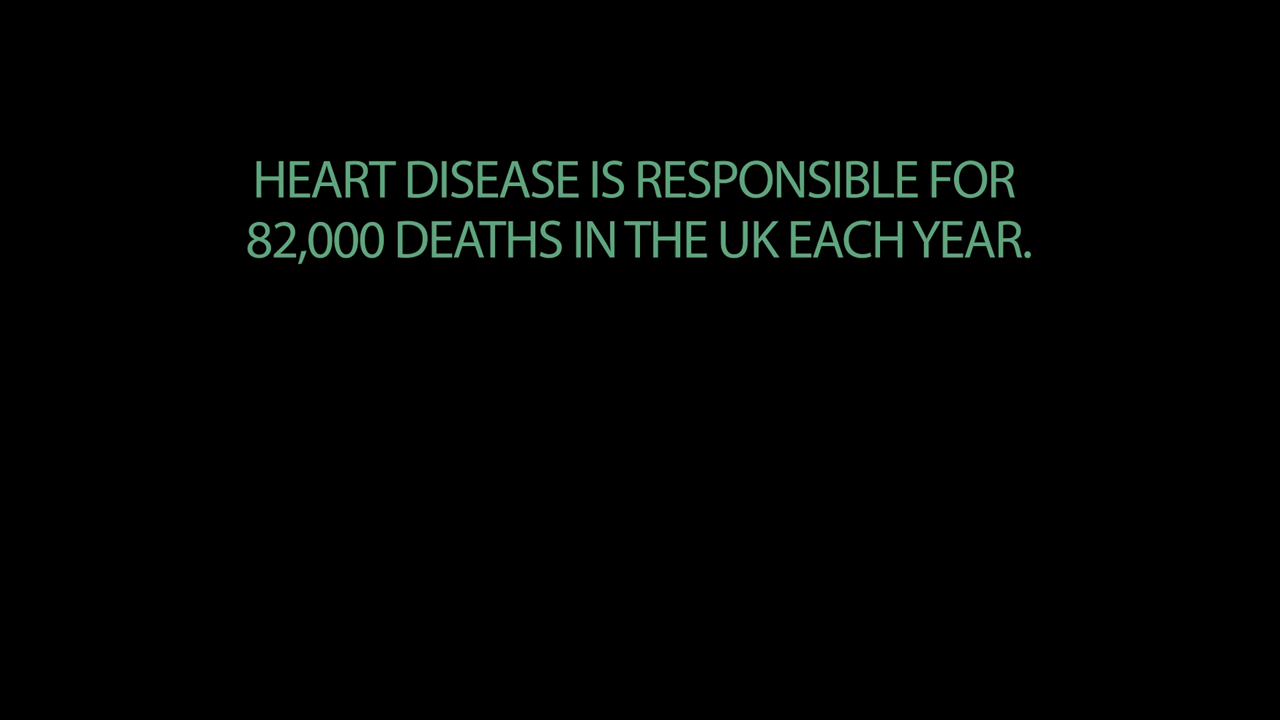 HEART DISEASE IS RESPONSIBLE FOR
82,000 DEATHS IN THE UK EACH YEAR.